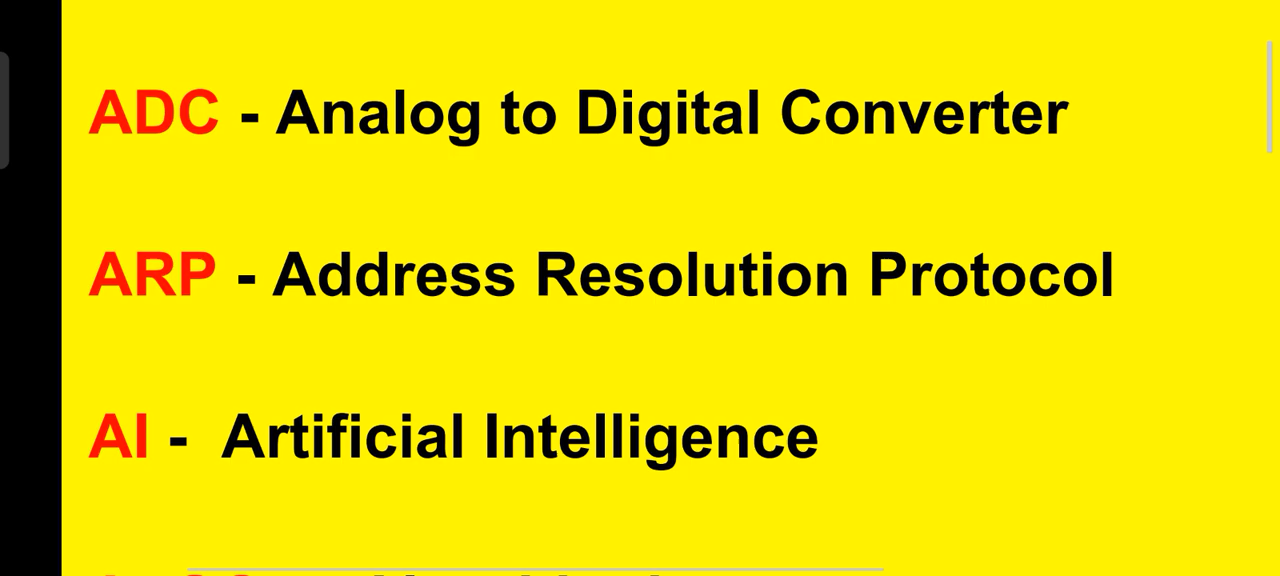 ADC - Analog to Digital Converter
ARP - Address Resolution Protocol
AI - Artificial Intelligence